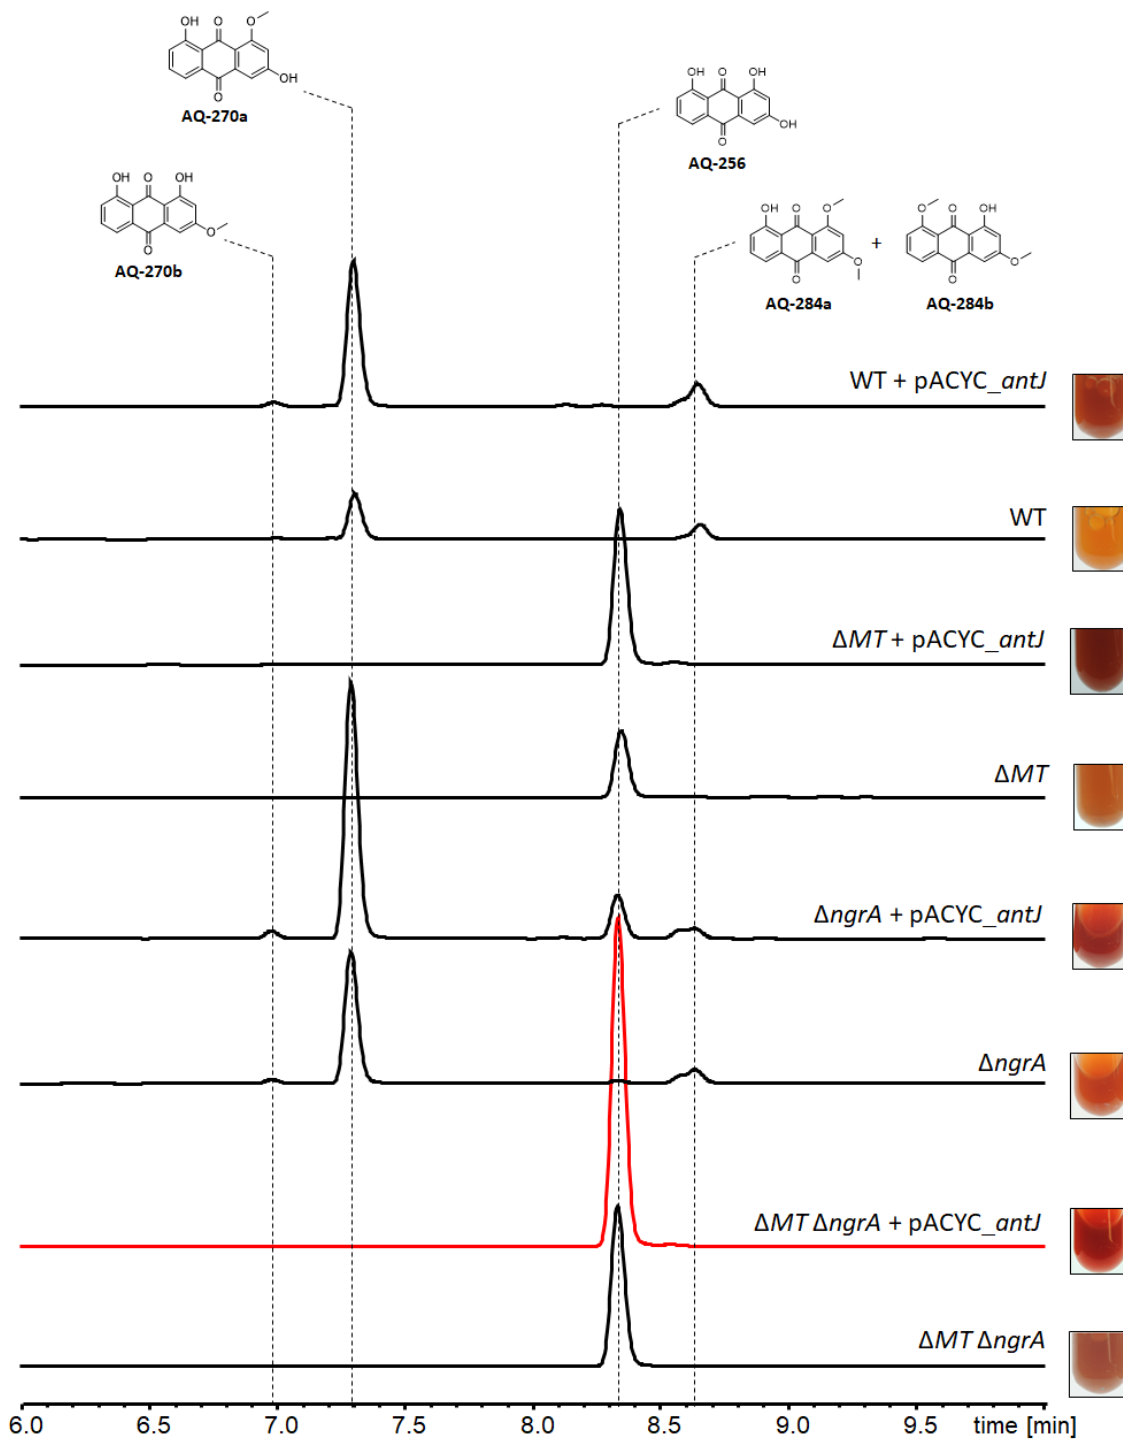 OH
O
O
OH
O
AQ-270a
OH
O
OH
OH
O
AQ-256
OH
O
OH
O
O
AQ-270b
OH
O
O
O
O
AQ-284a
+
O
O
OH
O
O
AQ-284b
WT + pACYC_antJ
WT
ΔMT + pACYC_antJ
ΔMT
ΔngrA + pACYC_antJ
ΔngrA
ΔMT ΔngrA + pACYC_antJ
ΔMT ΔngrA
6.0 6.5 7.0 7.5 8.0 8.5 9.0 9.5 time [min]